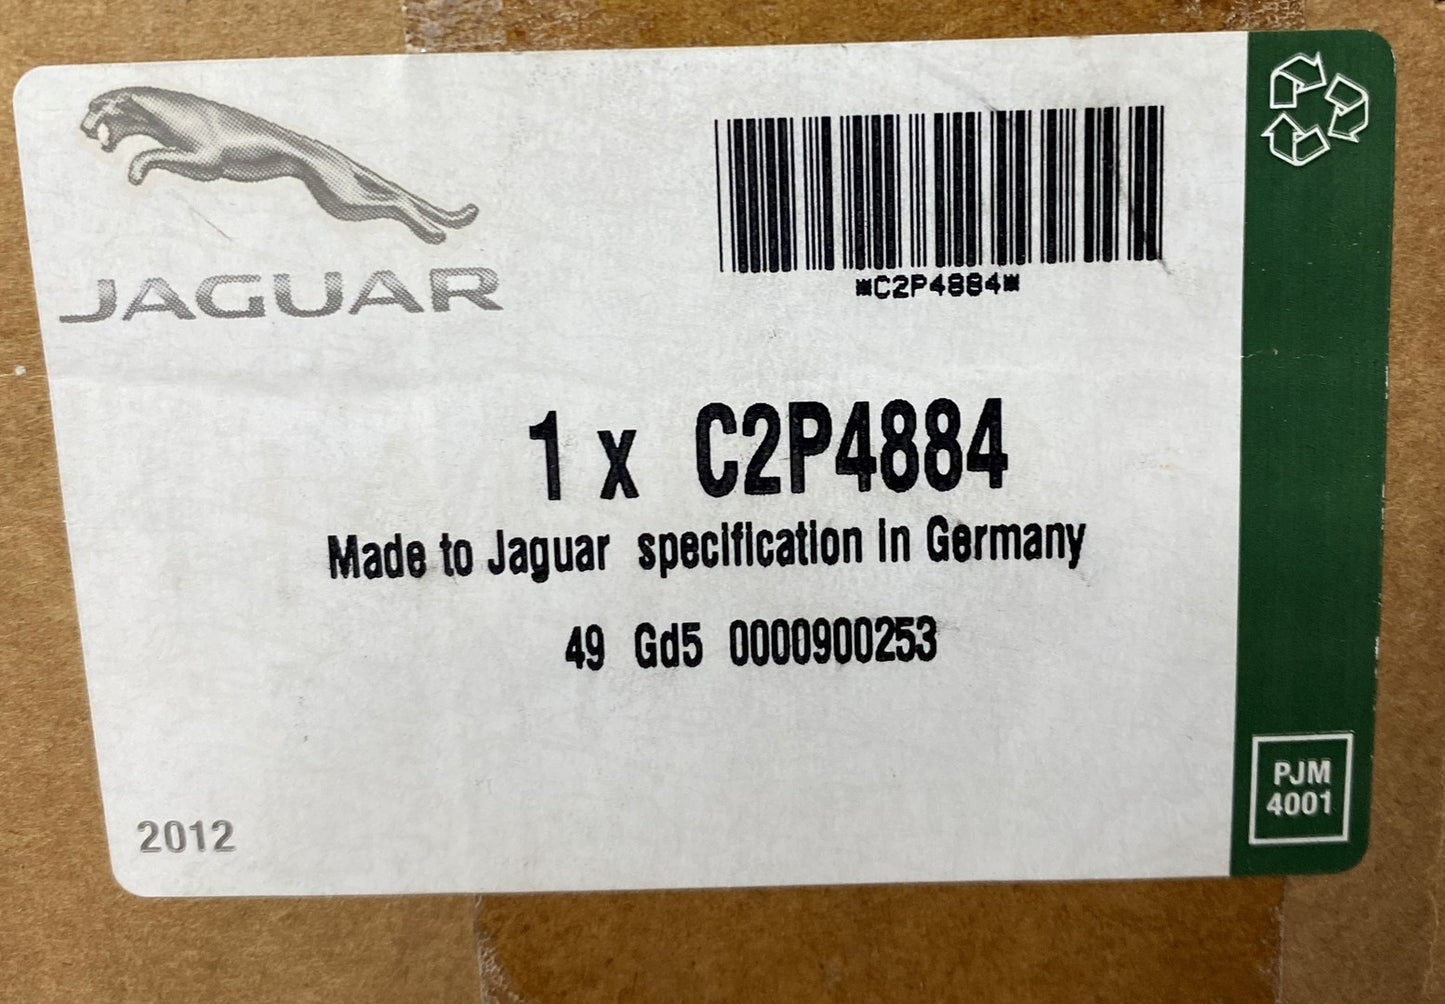 JAGUAR
*C2P4884*
1 x C2P4884
Made to Jaguar specification in Germany
49 Gd5 0000900253
2012
PJM
4001